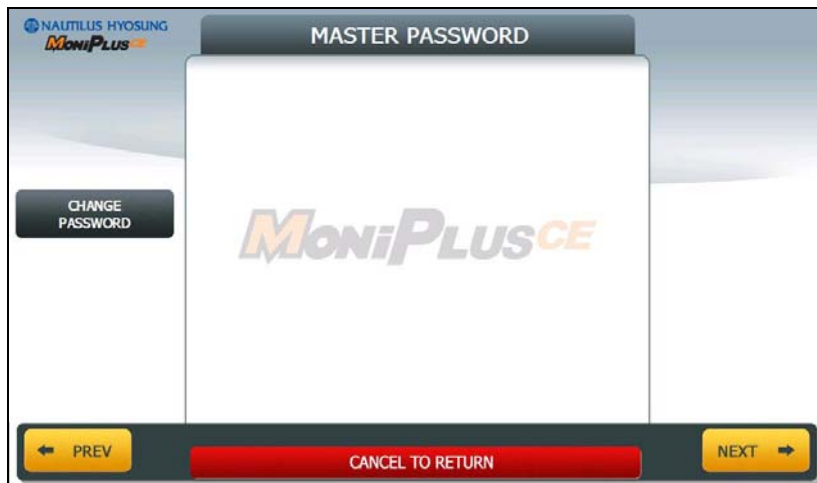 NAUTILUS HYOSUNG
MoniPlusCE
MASTER PASSWORD
CHANGE
PASSWORD
MoniPlusCE
PREV
CANCEL TO RETURN
NEXT